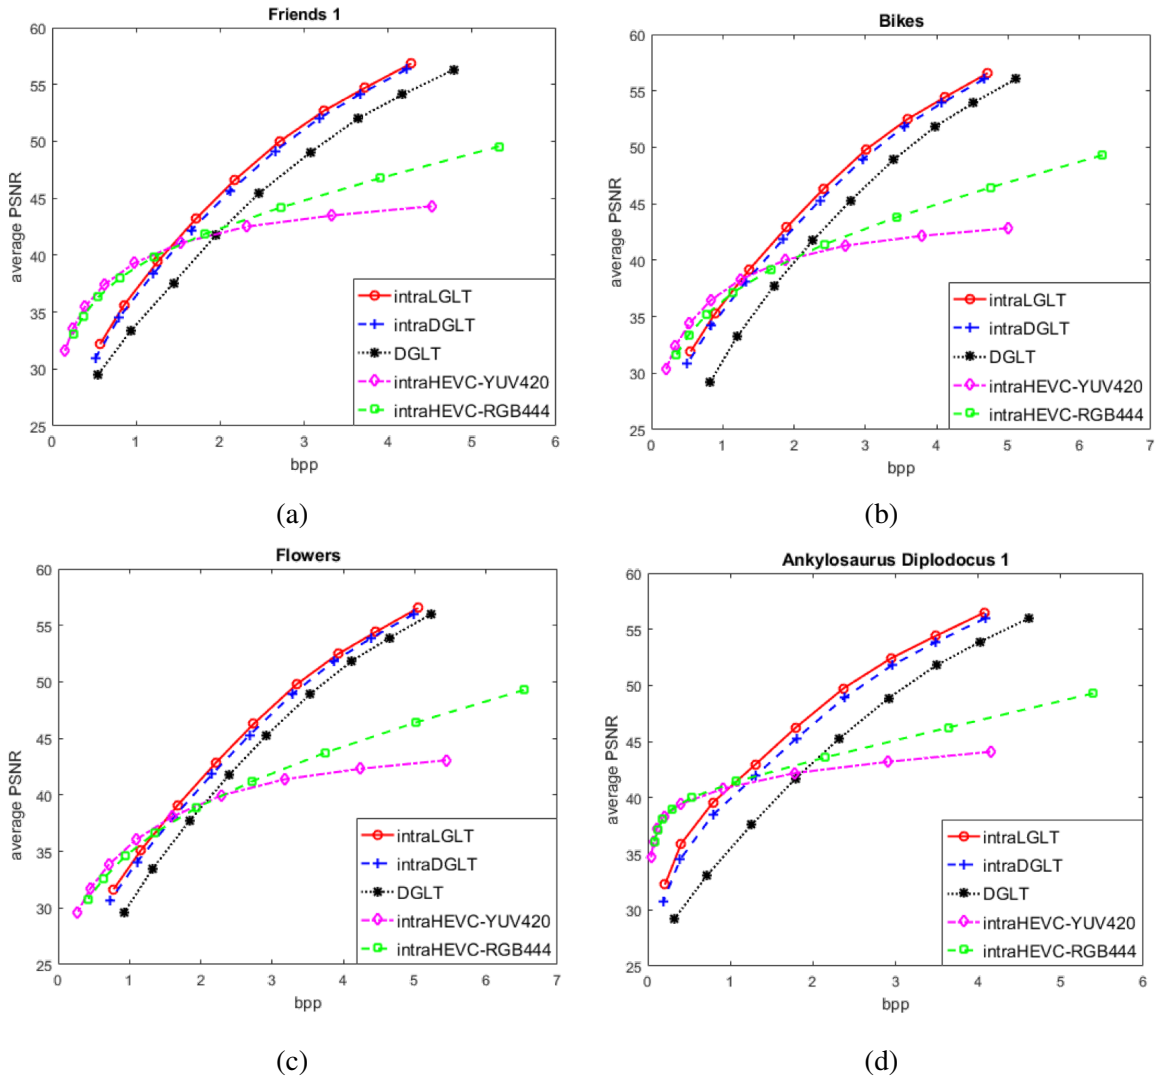 Friends 1
60
55
50
45
40
35
30
25
average PSNR
0 1 2 3 4 5 6
bpp
intraLGLT
intraDGLT
DGLT
intraHEVC-YUV420
intraHEVC-RGB444
(a)
Bikes
60
55
50
45
40
35
30
25
average PSNR
0 1 2 3 4 5 6 7
bpp
intraLGLT
intraDGLT
DGLT
intraHEVC-YUV420
intraHEVC-RGB444
(b)
Flowers
60
55
50
45
40
35
30
25
average PSNR
0 1 2 3 4 5 6 7
bpp
intraLGLT
intraDGLT
DGLT
intraHEVC-YUV420
intraHEVC-RGB444
(c)
Ankylosaurus Diplodocus 1
60
55
50
45
40
35
30
25
average PSNR
0 1 2 3 4 5 6
bpp
intraLGLT
intraDGLT
DGLT
intraHEVC-YUV420
intraHEVC-RGB444
(d)